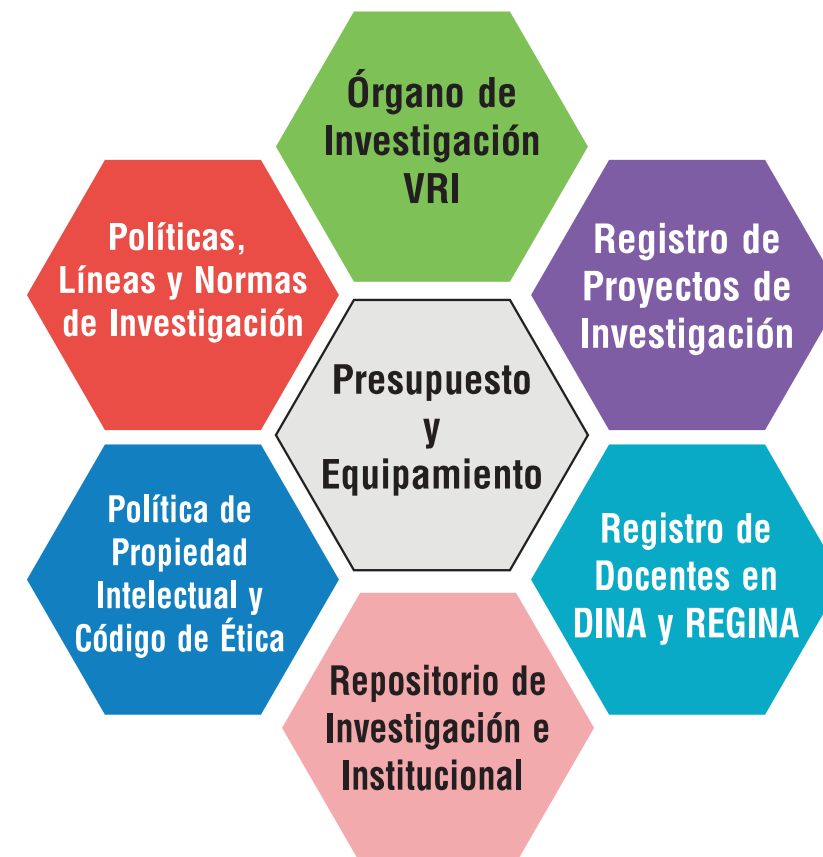 Órgano de
Investigación
VRI
Políticas,
Líneas y Normas
de Investigación
Registro de
Proyectos de
Investigación
Presupuesto
y
Equipamiento
Política de
Propiedad
Intelectual y
Código de Ética
Registro de
Docentes en
DINA y REGINA
Repositorio de
Investigación e
Institucional